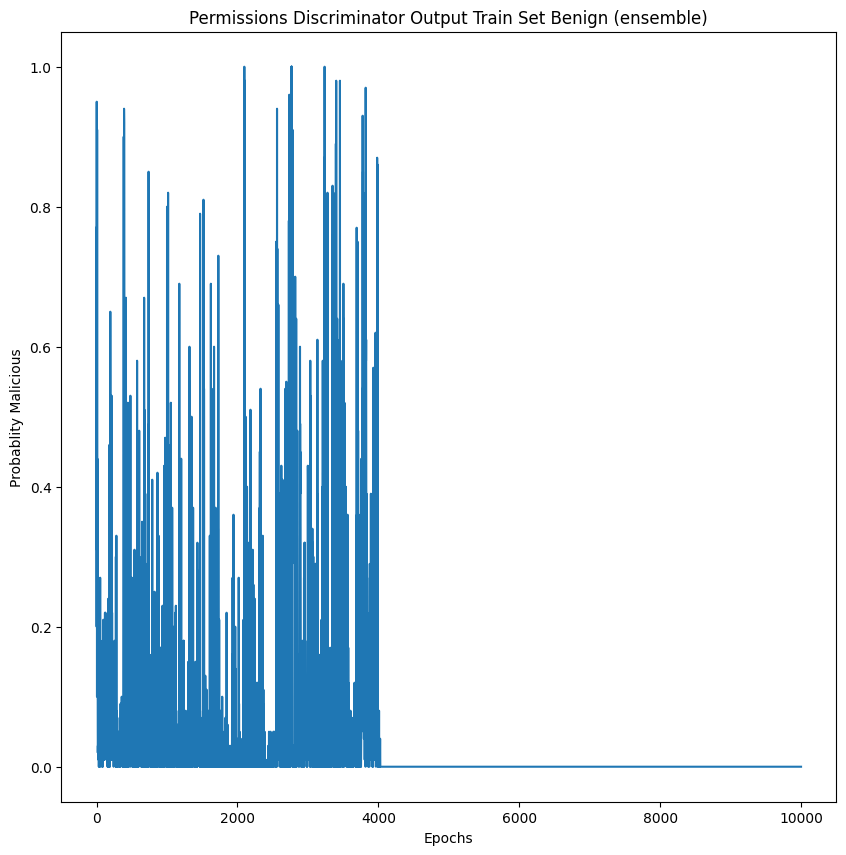 Permissions Discriminator Output Train Set Benign (ensemble)
1.0
0.8
0.6
0.4
0.2
0.0
Probablity Malicious
0 2000 4000 6000 8000 10000
Epochs